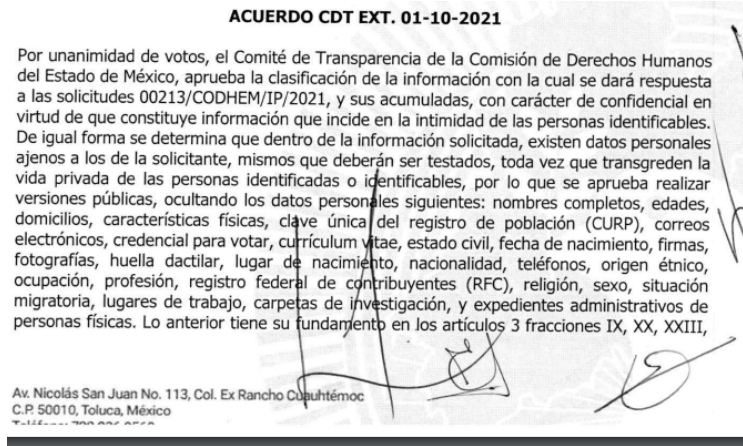 ACUERDO CDT EXT. 01-10-2021
Por unanimidad de votos, el Comité de Transparencia de la Comisión de Derechos Humanos
del Estado de México, aprueba la clasificación de la información con la cual se dará respuesta
a las solicitudes 00213/CODHEM/IP/2021, y sus acumuladas, con carácter de confidencial en
virtud de que constituye información que incide en la intimidad de las personas identificables.
De igual forma se determina que dentro de la información solicitada, existen datos personales
ajenos a los de la solicitante, mismos que deberán ser testados, toda vez que transgreden la
vida privada de las personas identificadas o identificables, por lo que se aprueba realizar
versiones públicas, ocultando los datos personales siguientes: nombres completos, edades,
domicilios, características físicas, clave única del registro de población (CURP), correos
electrónicos, credencial para votar, currículum vitae, estado civil, fecha de nacimiento, firmas,
fotografías, huella dactilar, lugar de nacimiento, nacionalidad, teléfonos, origen étnico,
ocupación, profesión, registro federal de contribuyentes (RFC), religión, sexo, situación
migratoria, lugares de trabajo, carpetas de investigación, y expedientes administrativos de
personas físicas. Lo anterior tiene su fundamento en los artículos 3 fracciones IX, XX, XXIII,
Av. Nicolás San Juan No. 113, Col. Ex Rancho Cuauhtémoc
C.P. 50010, Toluca, México